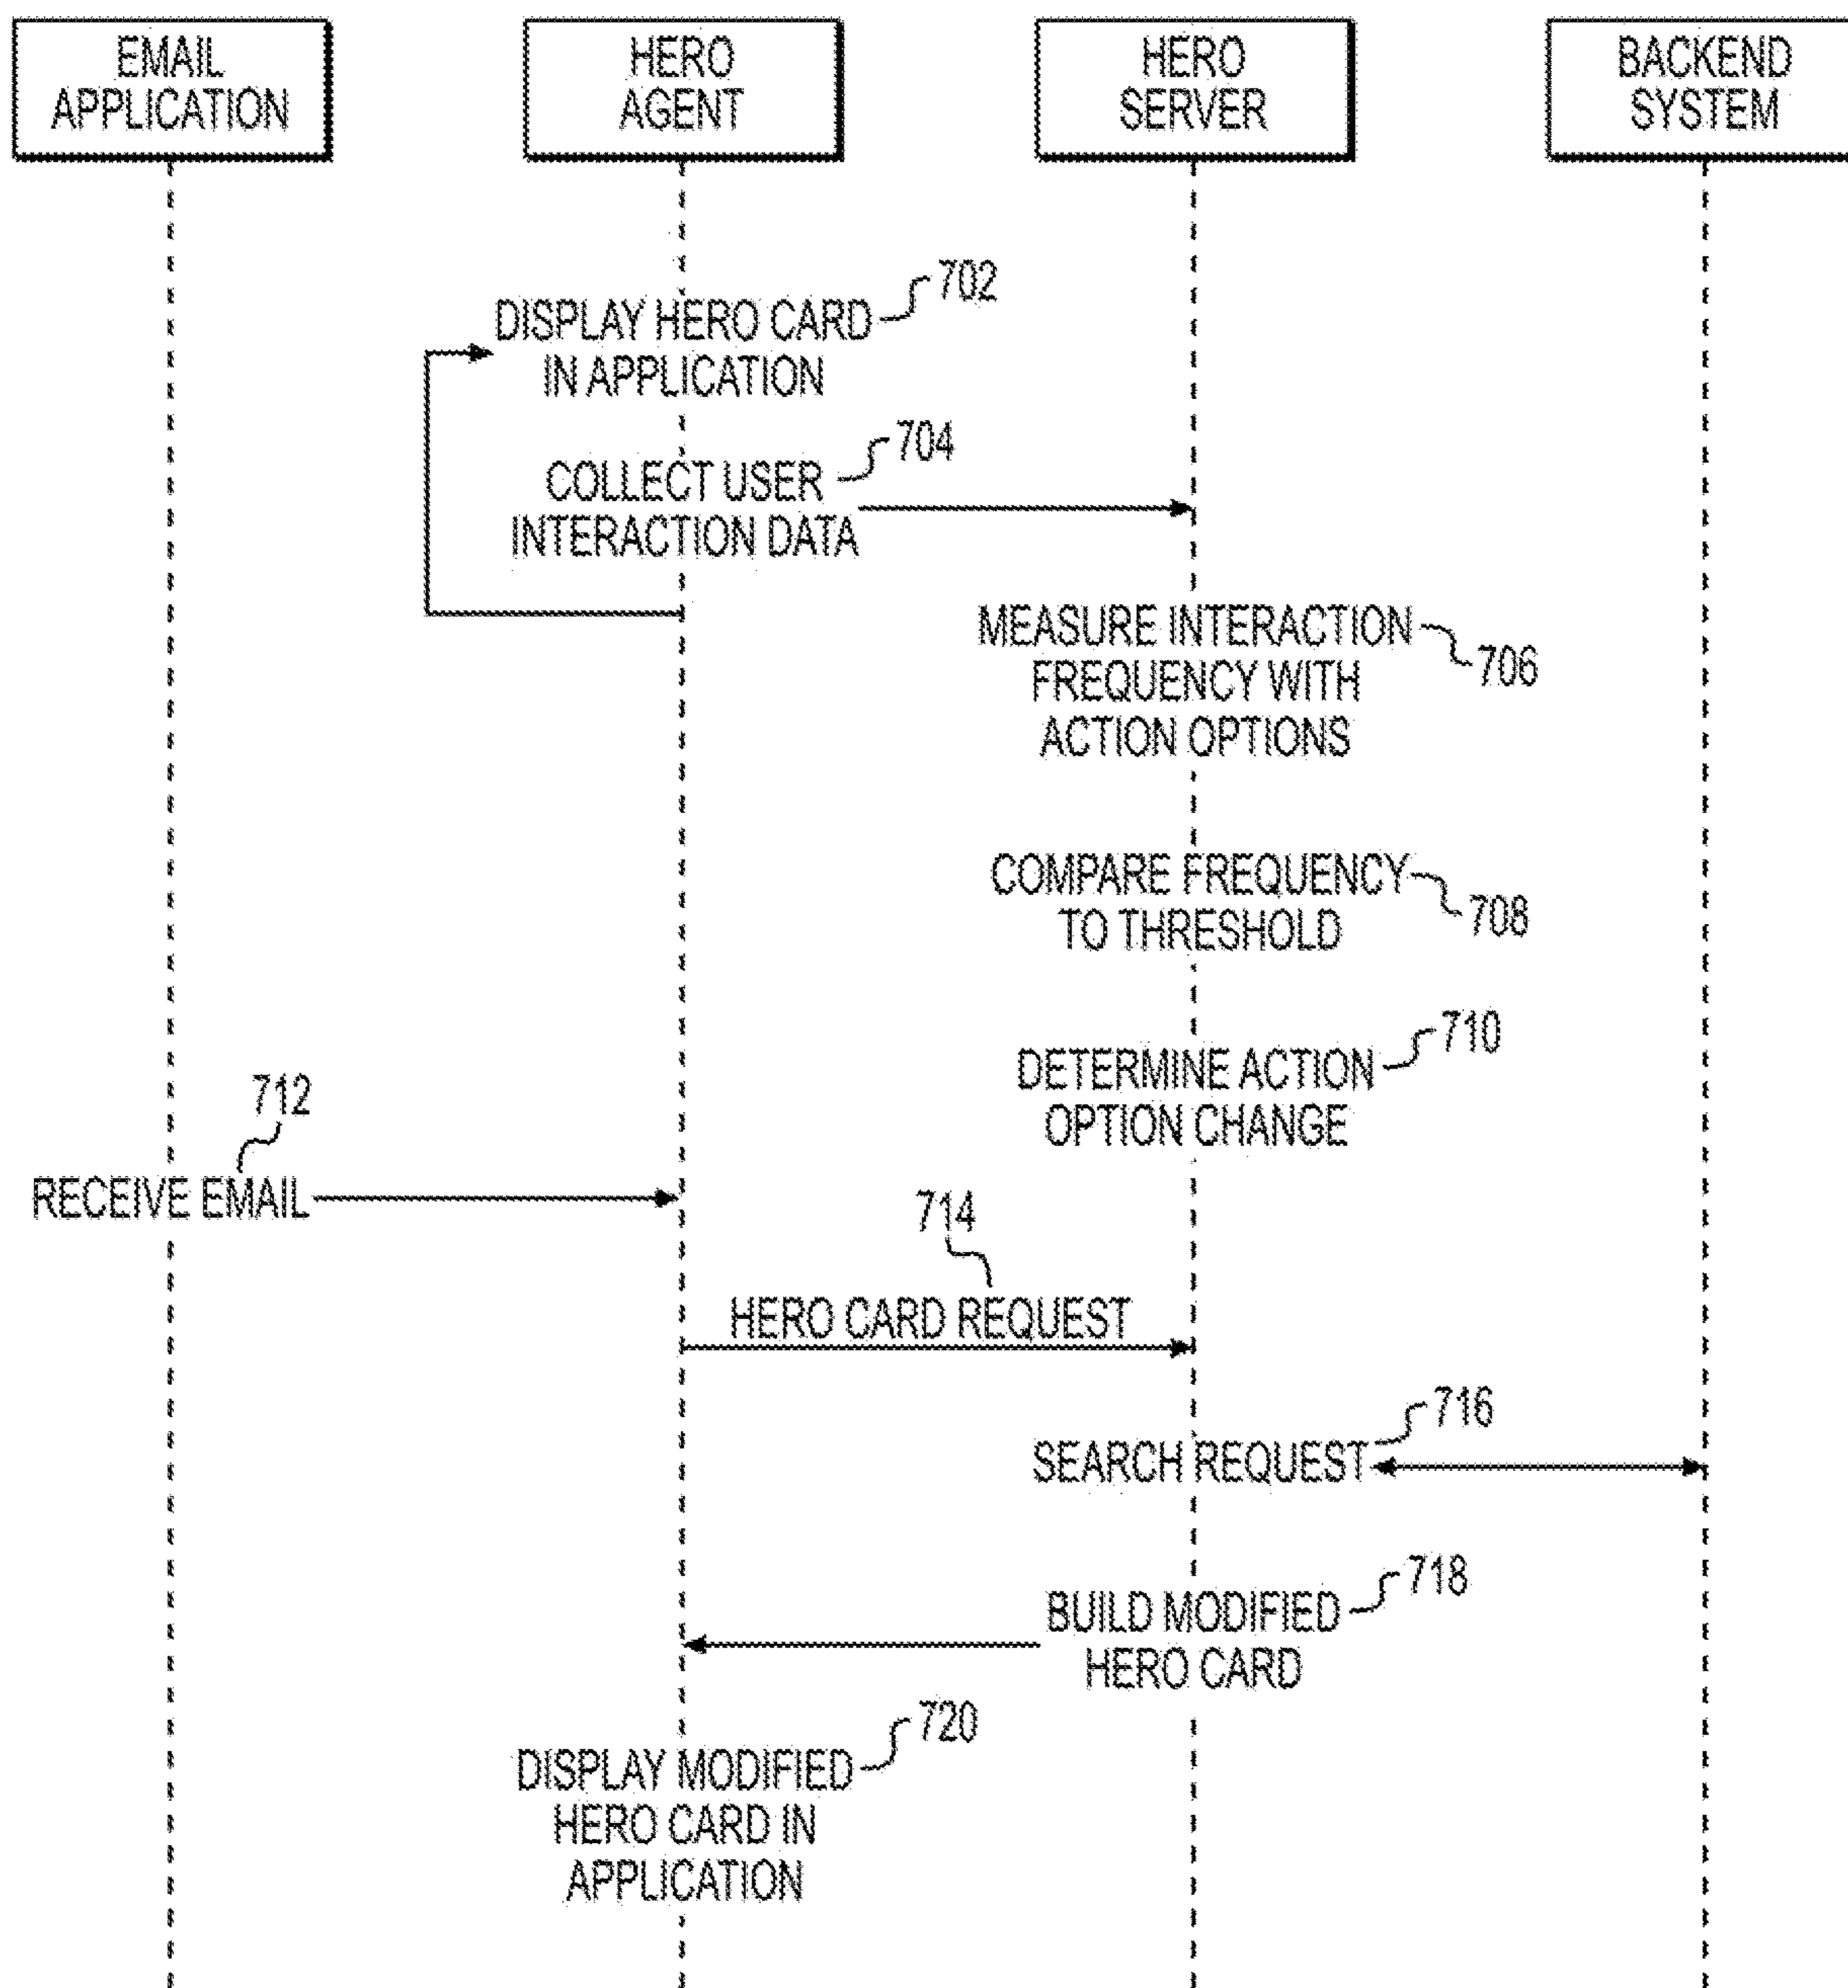 EMAIL
APPLICATION
HERO
AGENT
HERO
SERVER
BACKEND
SYSTEM
702
DISPLAY HERO CARD
IN APPLICATION
704
COLLECT USER
INTERACTION DATA
MEASURE INTERACTION
FREQUENCY WITH
ACTION OPTIONS
706
COMPARE FREQUENCY
TO THRESHOLD
708
710
DETERMINE ACTION
OPTION CHANGE
712
RECEIVE EMAIL
714
HERO CARD REQUEST
716
SEARCH REQUEST
718
BUILD MODIFIED
HERO CARD
720
DISPLAY MODIFIED
HERO CARD IN
APPLICATION